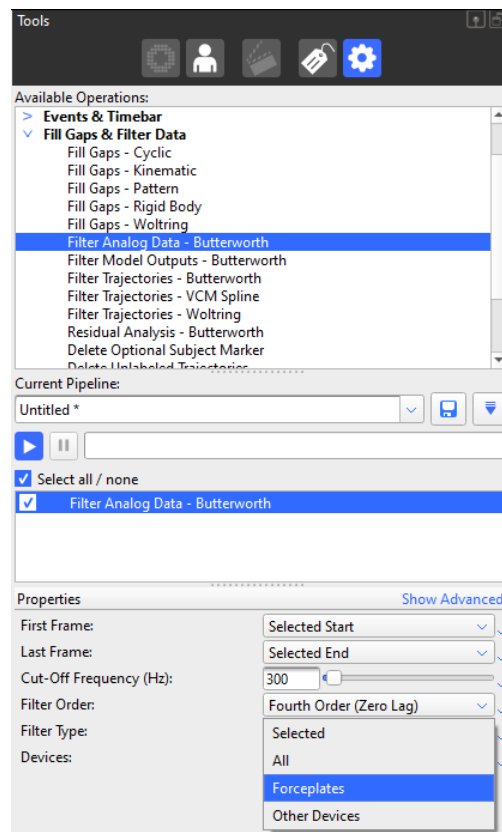 Tools
Available Operations:
> Events & Timebar
Fill Gaps & Filter Data
Fill Gaps - Cyclic
Fill Gaps - Kinematic
Fill Gaps - Pattern
Fill Gaps - Rigid Body
Fill Gaps - Woltring
Filter Analog Data - Butterworth
Filter Model Outputs - Butterworth
Filter Trajectories - Butterworth
Filter Trajectories - VCM Spline
Filter Trajectories - Woltring
Residual Analysis - Butterworth
Delete Optional Subject Marker
Delete Unlabeled Trajectories
Current Pipeline:
Untitled *
Select all / none
Filter Analog Data - Butterworth
Properties Show Advanced
First Frame: Selected Start
Last Frame: Selected End
Cut-Off Frequency (Hz): 300
Filter Order: Fourth Order (Zero Lag)
Filter Type: Selected
Devices: All
Forceplates
Other Devices